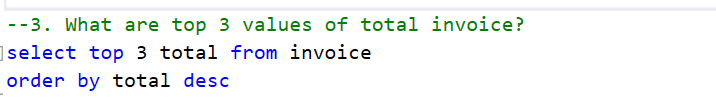 --3. What are top 3 values of total invoice?
select top 3 total from invoice
order by total desc